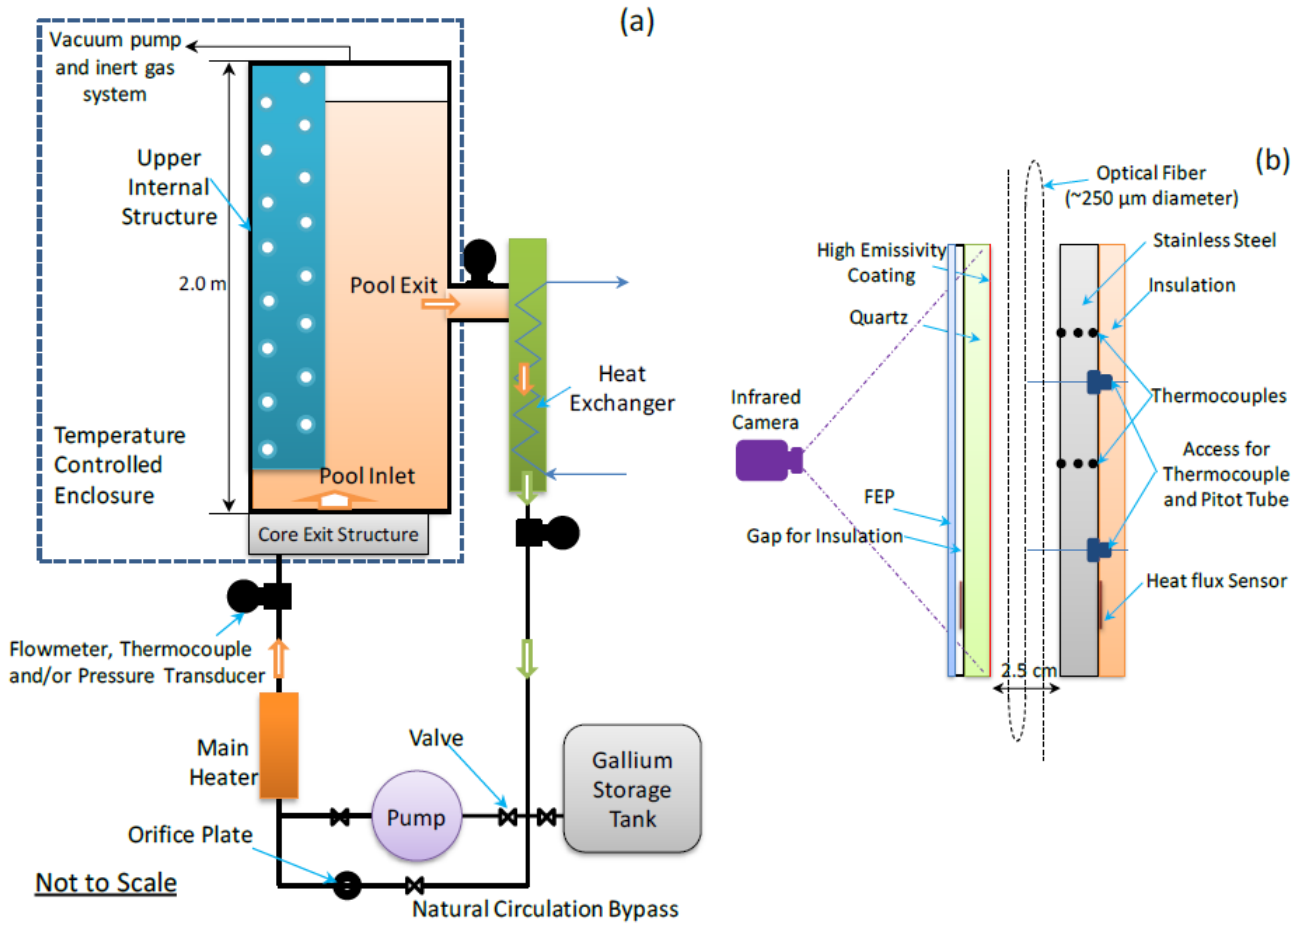 (a)
Vacuum pump
and inert gas
system
Upper
Internal
Structure
2.0 m
Pool Exit
Heat
Exchanger
Temperature
Controlled
Enclosure
Pool Inlet
Core Exit Structure
Flowmeter, Thermocouple
and/or Pressure Transducer
Main
Heater
Valve
Pump
Gallium
Storage
Tank
Orifice Plate
Not to Scale
Natural Circulation Bypass
(b)
Optical Fiber
(~250 µm diameter)
High Emissivity
Coating
Stainless Steel
Insulation
Quartz
Infrared
Camera
Thermocouples
Access for
Thermocouple
and Pitot Tube
FEP
Gap for Insulation
Heat flux Sensor
2.5 cm